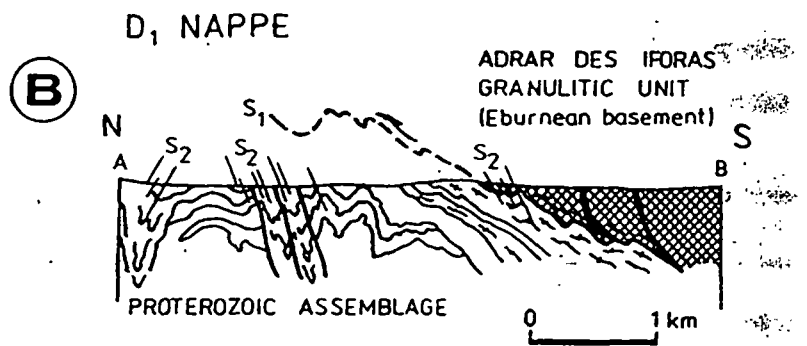 D1 NAPPE
B
ADRAR DES IFORAS
GRANULITIC UNIT
(Eburnean basement)
N
S
S1
A
S2
S2
S2
B
PROTEROZOIC ASSEMBLAGE
0
1 km